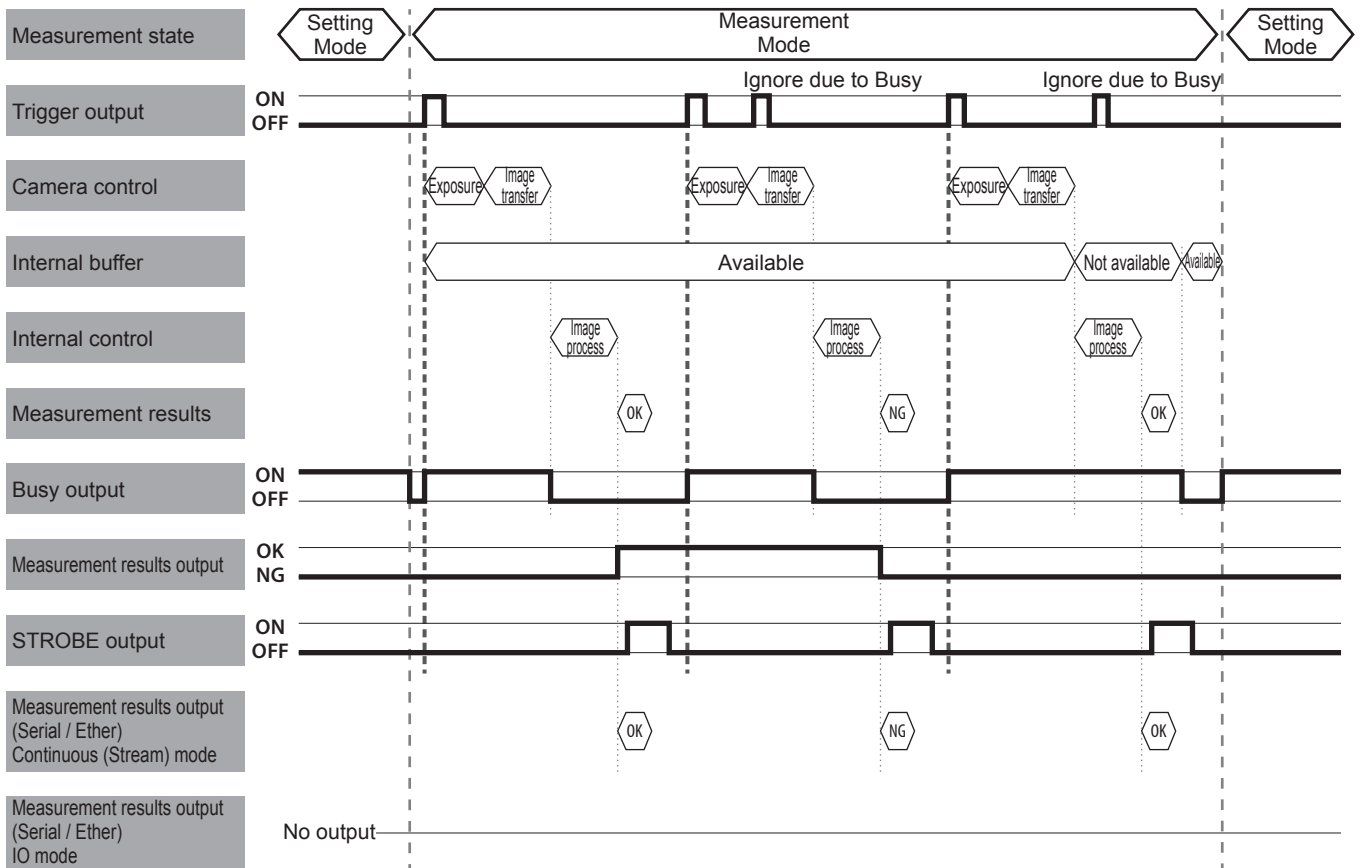 Measurement state
Setting
Mode
Measurement
Mode
Setting
Mode
Trigger output
ON
OFF
Ignore due to Busy
Ignore due to Busy
Camera control
Exposure
Image
transfer
Exposure
Image
transfer
Exposure
Image
transfer
Internal buffer
Available
Not available
Available
Internal control
Image
process
Image
process
Image
process
Measurement results
OK
NG
OK
Busy output
ON
OFF
Measurement results output
OK
NG
STROBE output
ON
OFF
Measurement results output
(Serial / Ether)
Continuous (Stream) mode
OK
NG
OK
Measurement results output
(Serial / Ether)
IO mode
No output